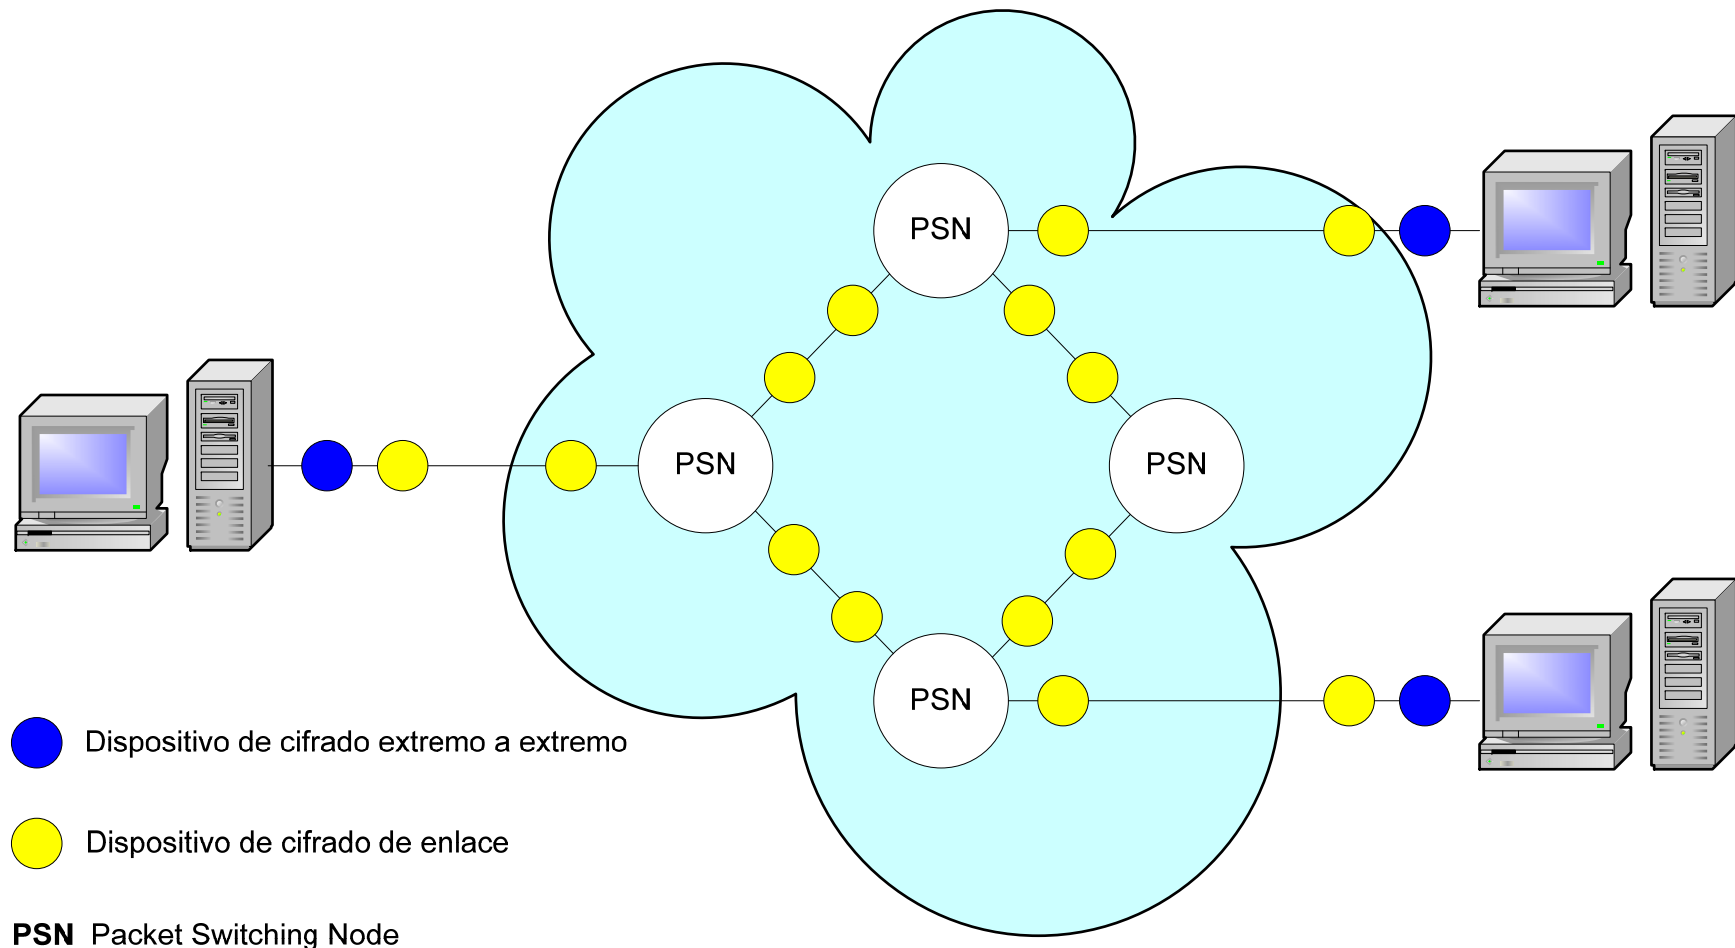 PSN
PSN
PSN
PSN
Dispositivo de cifrado extremo a extremo
Dispositivo de cifrado de enlace
PSN Packet Switching Node